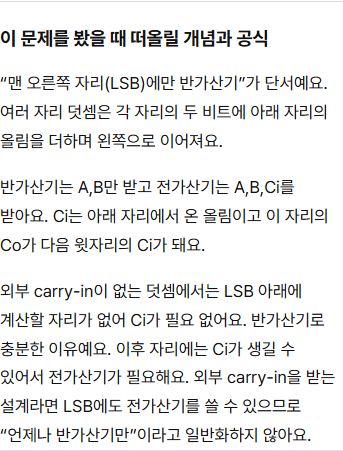 이 문제를 봤을 때 떠올릴 개념과 공식
“맨 오른쪽 자리(LSB)에만 반가산기”가 단서예요.
여러 자리 덧셈은 각 자리의 두 비트에 아래 자리의
올림을 더하며 왼쪽으로 이어져요.
반가산기는 A,B만 받고 전가산기는 A,B,Ci를
받아요. Ci는 아래 자리에서 온 올림이고 이 자리의
Co가 다음 윗자리의 Ci가 돼요.
외부 carry-in이 없는 덧셈에서는 LSB 아래에
계산할 자리가 없어 Ci가 필요 없어요. 반가산기로
충분한 이유예요. 이후 자리에는 Ci가 생길 수
있어서 전가산기가 필요해요. 외부 carry-in을 받는
설계라면 LSB에도 전가산기를 쓸 수 있으므로
“언제나 반가산기만”이라고 일반화하지 않아요.